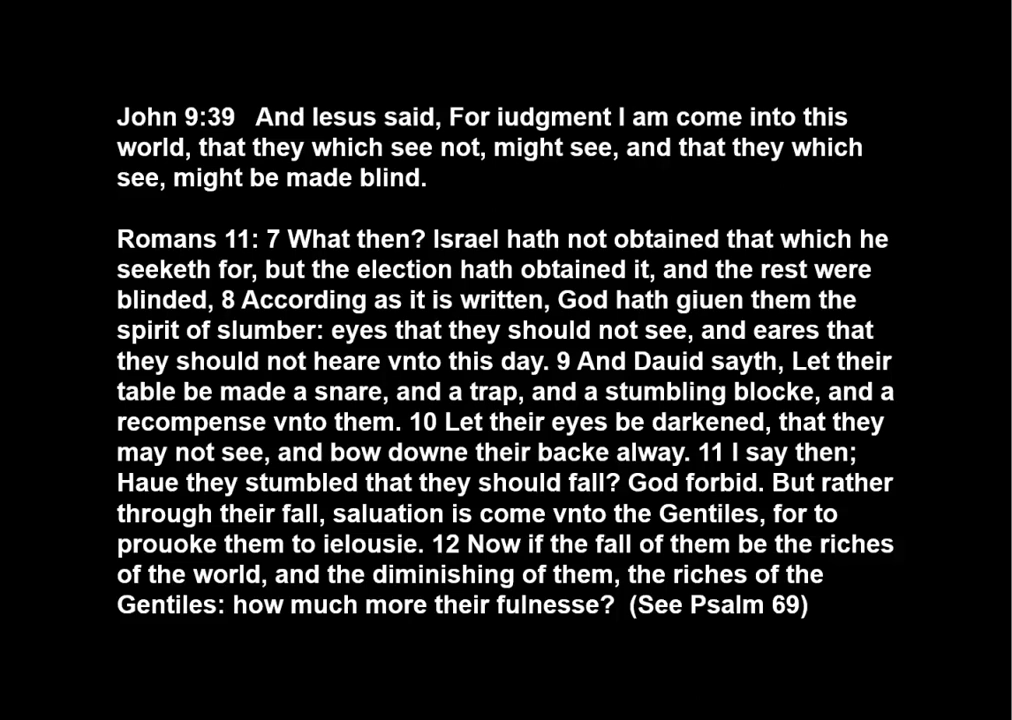 John 9:39   And Iesus said, For iudgment I am come into this
world, that they which see not, might see, and that they which
see, might be made blind.
Romans 11: 7 What then? Israel hath not obtained that which he
seeketh for, but the election hath obtained it, and the rest were
blinded, 8 According as it is written, God hath giuen them the
spirit of slumber: eyes that they should not see, and eares that
they should not heare vnto this day. 9 And Dauid sayth, Let their
table be made a snare, and a trap, and a stumbling blocke, and a
recompense vnto them. 10 Let their eyes be darkened, that they
may not see, and bow downe their backe alway. 11 I say then;
Haue they stumbled that they should fall? God forbid. But rather
through their fall, saluation is come vnto the Gentiles, for to
prouoke them to ielousie. 12 Now if the fall of them be the riches
of the world, and the diminishing of them, the riches of the
Gentiles: how much more their fulnesse?  (See Psalm 69)